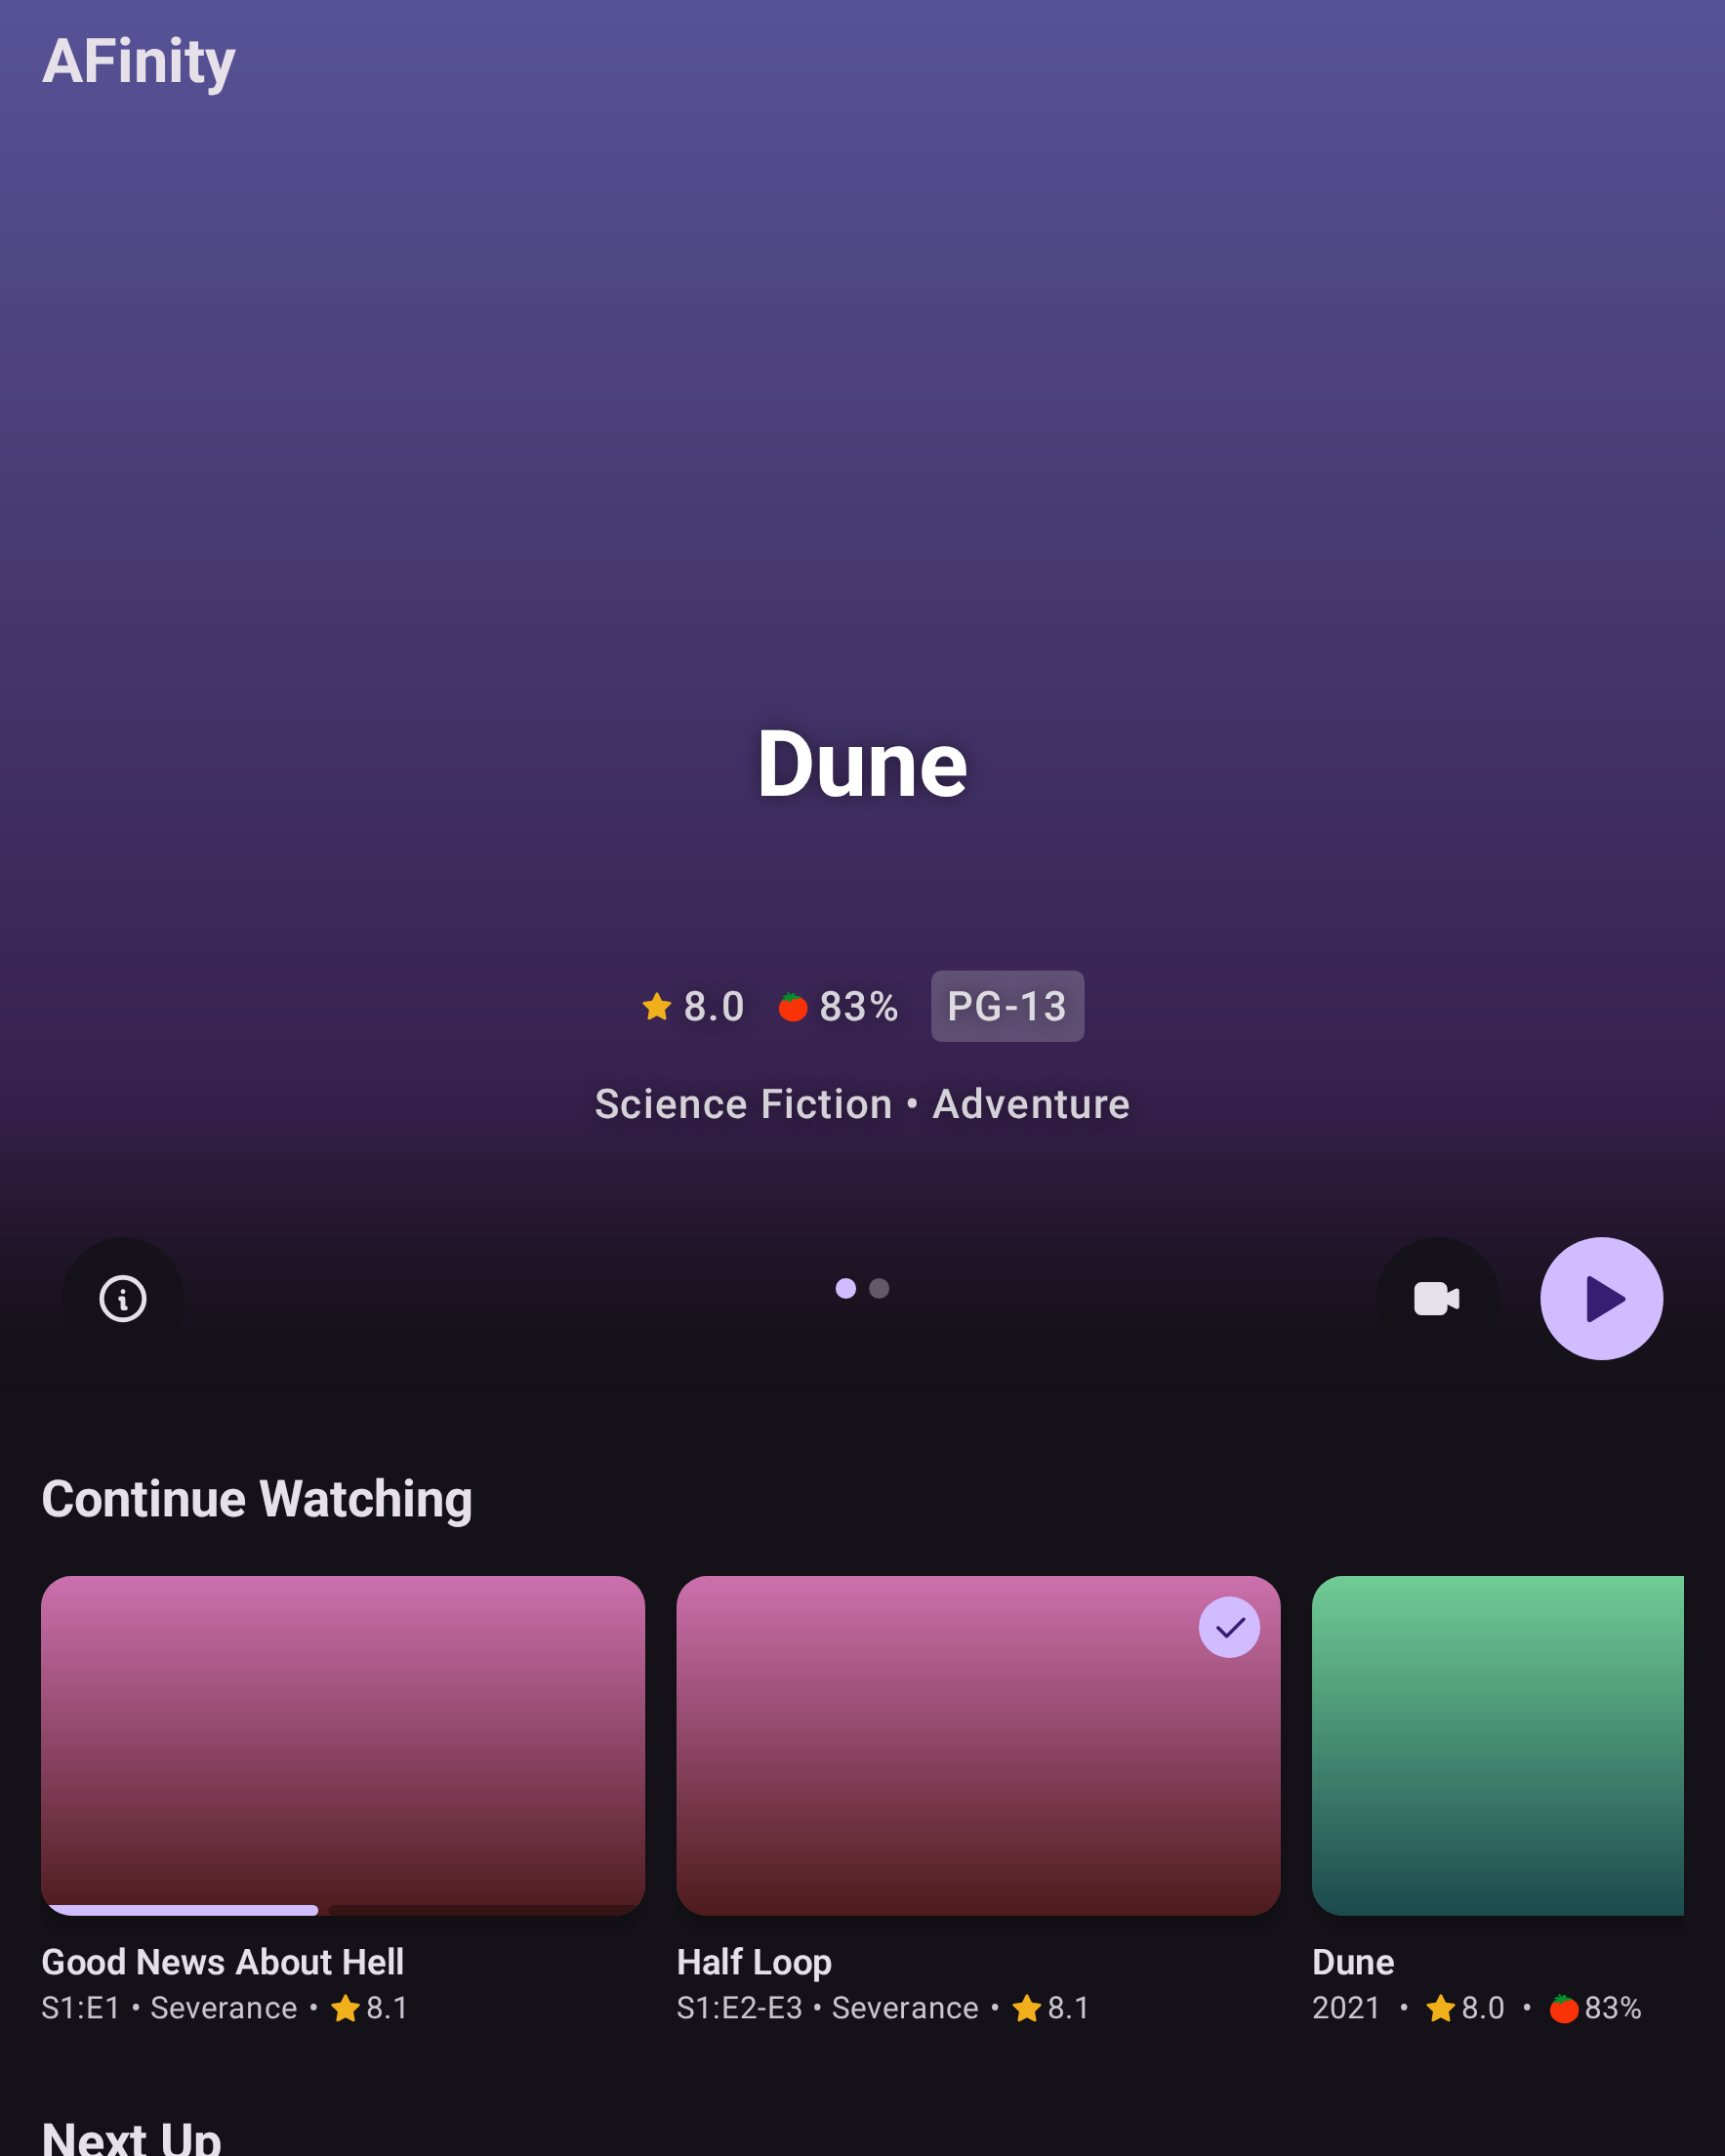 AFinity
Dune
8.0 83% PG-13
Science Fiction • Adventure
Continue Watching
Good News About Hell
S1:E1 • Severance • 8.1
Half Loop
S1:E2-E3 • Severance • 8.1
Dune
2021 • 8.0 • 83%
Next Up